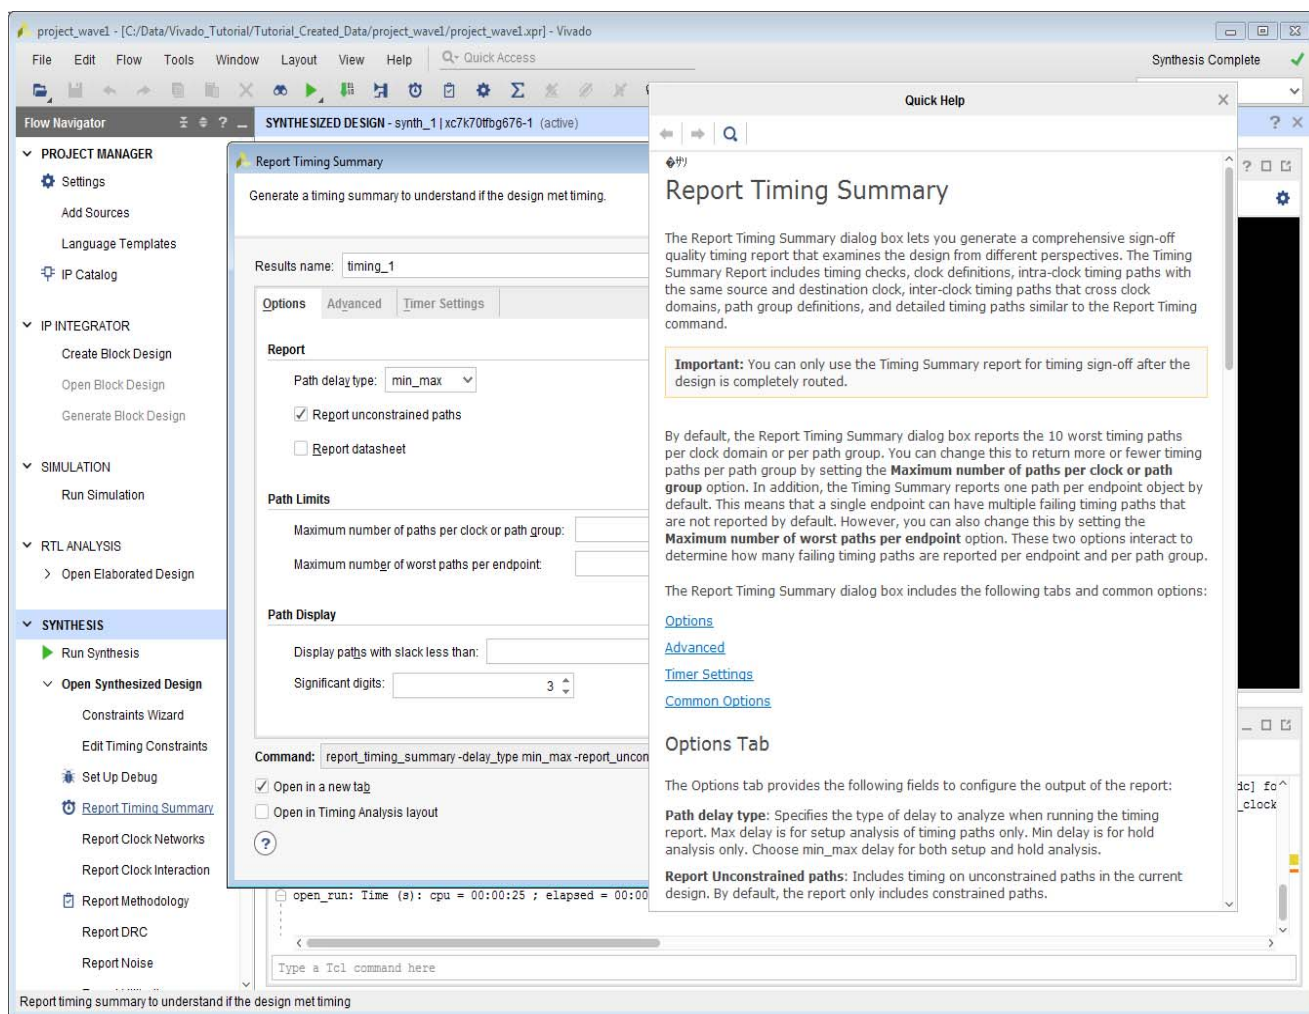 project_wave1 - [C:/Data/Vivado_Tutorial/Tutorial_Created_Data/project_wave1/project_wave1.xpr] - Vivado
File Edit Flow Tools Window Layout View Help Quick Access
Synthesis Complete
Flow Navigator
PROJECT MANAGER
Settings
Add Sources
Language Templates
IP Catalog
IP INTEGRATOR
Create Block Design
Open Block Design
Generate Block Design
SIMULATION
Run Simulation
RTL ANALYSIS
Open Elaborated Design
SYNTHESIS
Run Synthesis
Open Synthesized Design
Constraints Wizard
Edit Timing Constraints
Set Up Debug
Report Timing Summary
Report Clock Networks
Report Clock Interaction
Report Methodology
Report DRC
Report Noise
SYNTHESIZED DESIGN - synth_1 | xc7k70tfbg676-1 (active)
Report Timing Summary
Generate a timing summary to understand if the design met timing.
Results name: timing_1
Options Advanced Timer Settings
Report
Path delay type: min_max
Report unconstrained paths
Report datasheet
Path Limits
Maximum number of paths per clock or path group:
Maximum number of worst paths per endpoint:
Path Display
Display paths with slack less than:
Significant digits: 3
Command: report_timing_summary -delay_type min_max -report_uncon
Open in a new tab
Open in Timing Analysis layout
?
Quick Help
Report Timing Summary
The Report Timing Summary dialog box lets you generate a comprehensive sign-off
quality timing report that examines the design from different perspectives. The Timing
Summary Report includes timing checks, clock definitions, intra-clock timing paths with
the same source and destination clock, inter-clock timing paths that cross clock
domains, path group definitions, and detailed timing paths similar to the Report Timing
command.
Important: You can only use the Timing Summary report for timing sign-off after the
design is completely routed.
By default, the Report Timing Summary dialog box reports the 10 worst timing paths
per clock domain or per path group. You can change this to return more or fewer timing
paths per path group by setting the Maximum number of paths per clock or path
group option. In addition, the Timing Summary reports one path per endpoint object by
default. This means that a single endpoint can have multiple failing timing paths that
are not reported by default. However, you can also change this by setting the
Maximum number of worst paths per endpoint option. These two options interact to
determine how many failing timing paths are reported per endpoint and per path group.
The Report Timing Summary dialog box includes the following tabs and common options:
Options
Advanced
Timer Settings
Common Options
Options Tab
The Options tab provides the following fields to configure the output of the report:
Path delay type: Specifies the type of delay to analyze when running the timing
report. Max delay is for setup analysis of timing paths only. Min delay is for hold
analysis only. Choose min_max delay for both setup and hold analysis.
Report Unconstrained paths: Includes timing on unconstrained paths in the current
design. By default, the report only includes constrained paths.
dc] fo
_clock
open_run: Time (s): cpu = 00:00:25 ; elapsed = 00:00
Type a Tcl command here
Report timing summary to understand if the design met timing